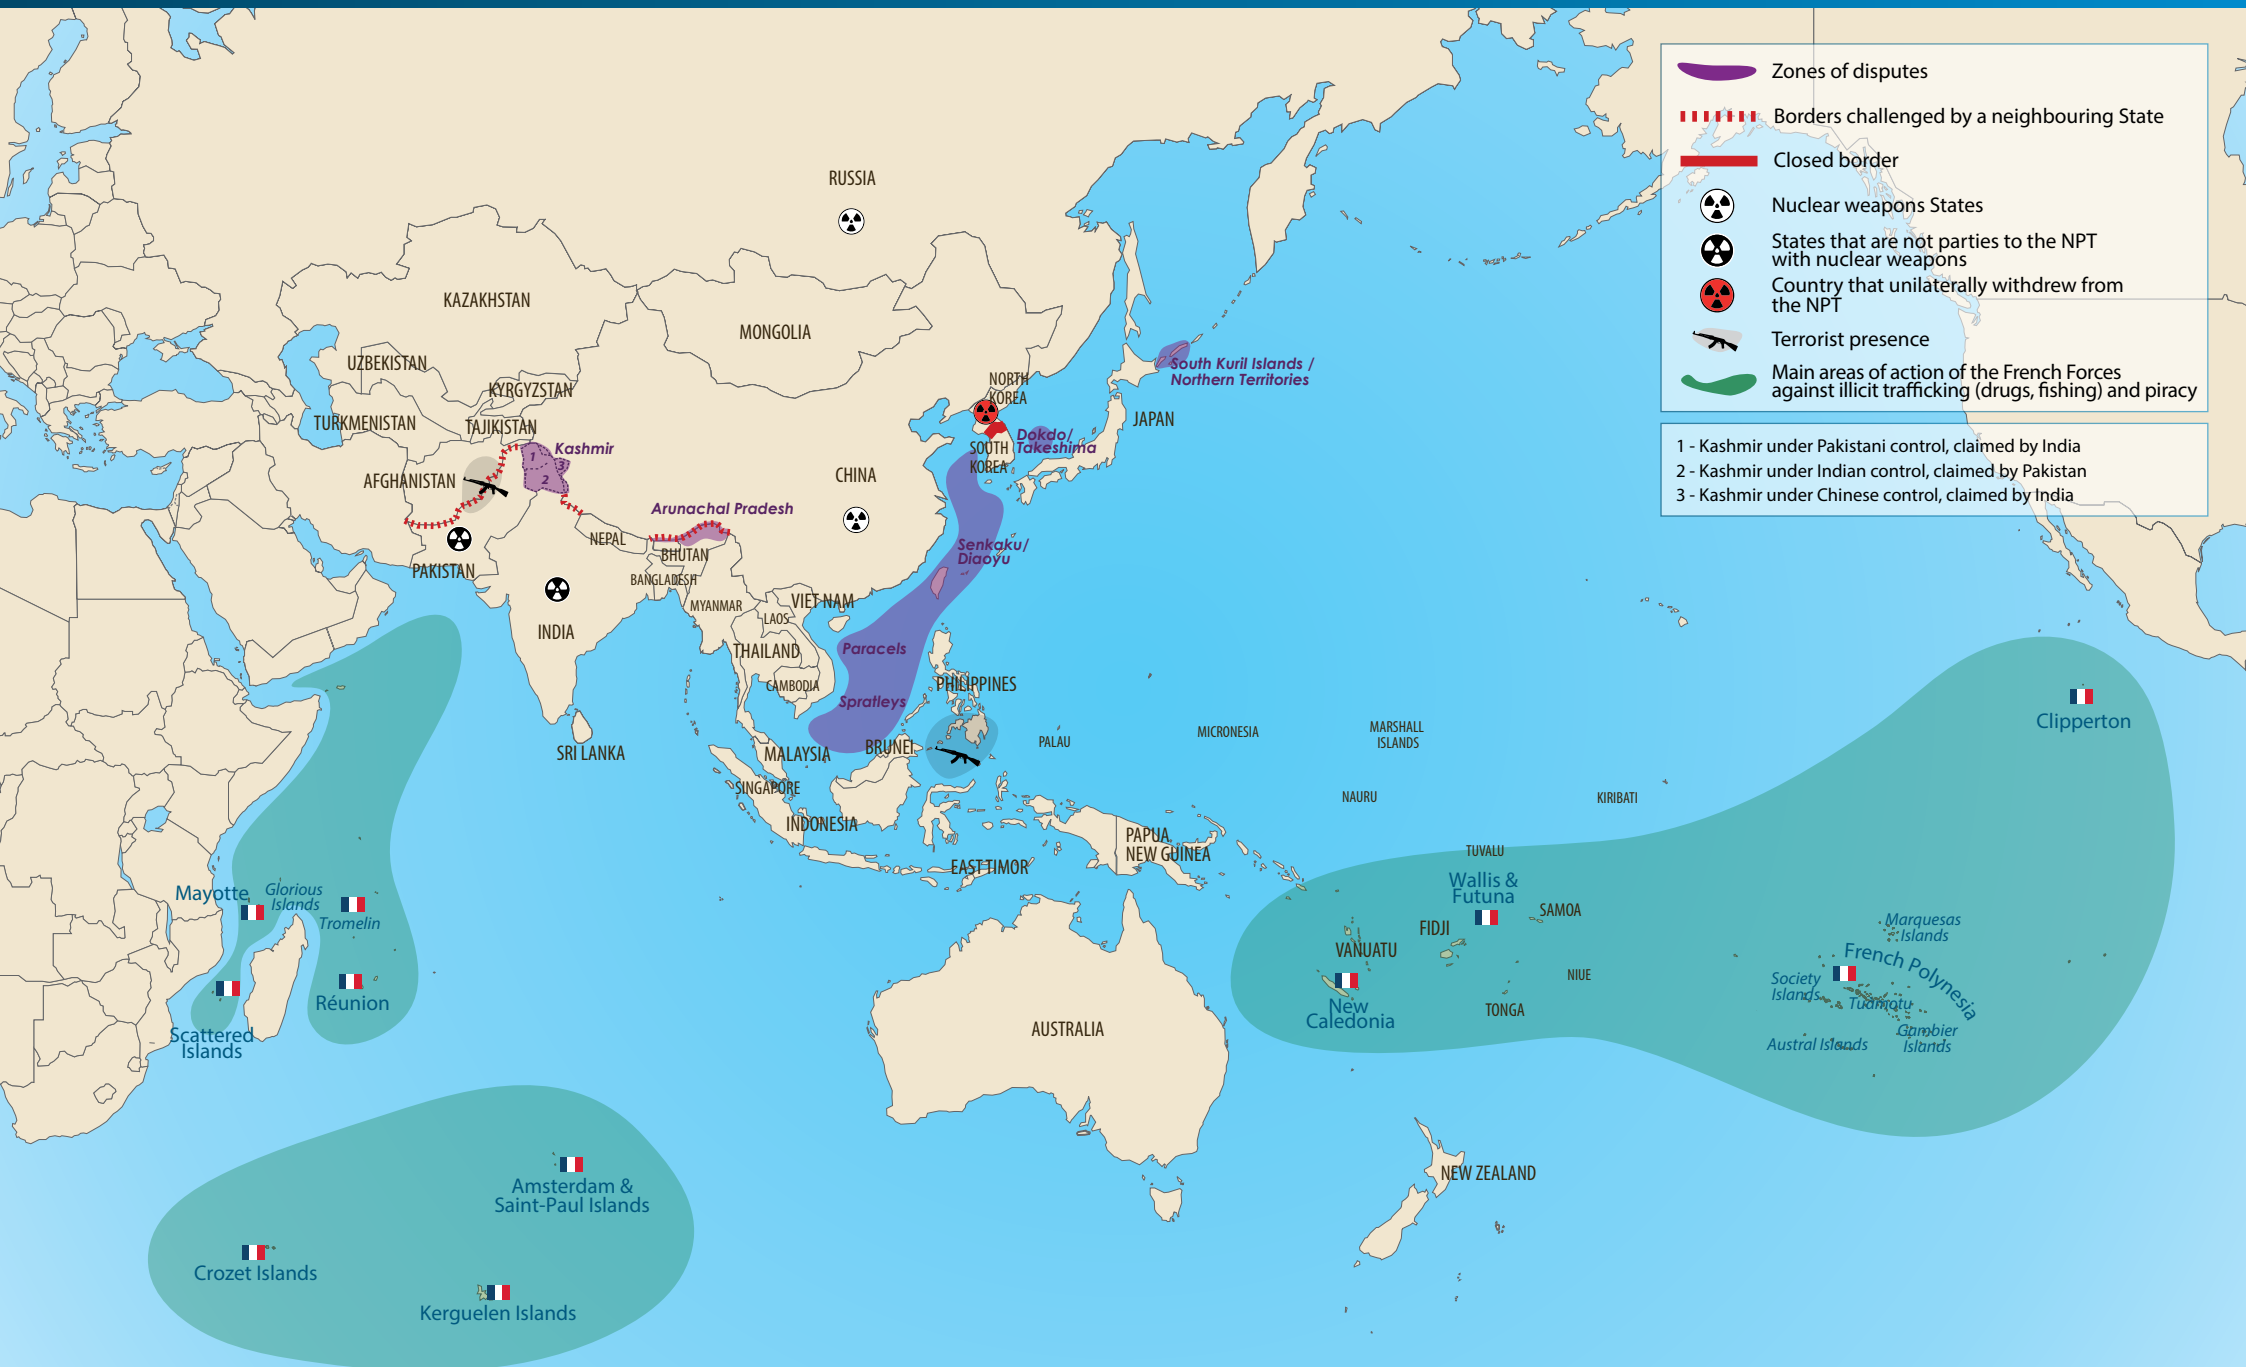 Zones of disputes
Borders challenged by a neighbouring State
Closed border
Nuclear weapons States
States that are not parties to the NPT
with nuclear weapons
Country that unilaterally withdrew from
the NPT
Terrorist presence
Main areas of action of the French Forces
against illicit trafficking (drugs, fishing) and piracy
1 - Kashmir under Pakistani control, claimed by India
2 - Kashmir under Indian control, claimed by Pakistan
3 - Kashmir under Chinese control, claimed by India
RUSSIA
KAZAKHSTAN
MONGOLIA
UZBEKISTAN
KYRGYZSTAN
TURKMENISTAN
TAJIKISTAN
South Kuril Islands /
Northern Territories
NORTH
KOREA
JAPAN
Dokdo/
Takeshima
SOUTH
KOREA
Kashmir
1
3
2
AFGHANISTAN
CHINA
Arunachal Pradesh
NEPAL
BHUTAN
Senkaku/
Diaoyu
PAKISTAN
BANGLADESH
INDIA
MYANMAR
VIET NAM
LAOS
THAILAND
Paracels
CAMBODIA
PHILIPPINES
Spratleys
SRI LANKA
MALAYSIA
BRUNEI
PALAU
MICRONESIA
MARSHALL
ISLANDS
Clipperton
SINGAPORE
NAURU
KIRIBATI
INDONESIA
PAPUA
NEW GUINEA
EAST TIMOR
TUVALU
Wallis &
Futuna
SAMOA
FIDJI
VANUATU
NIUE
New
Caledonia
TONGA
Marquesas
Islands
French Polynesia
Society
Islands
Tuamotu
Gambier
Islands
Austral Islands
Mayotte
Glorious
Islands
Tromelin
Réunion
Scattered
Islands
AUSTRALIA
NEW ZEALAND
Amsterdam &
Saint-Paul Islands
Crozet Islands
Kerguelen Islands